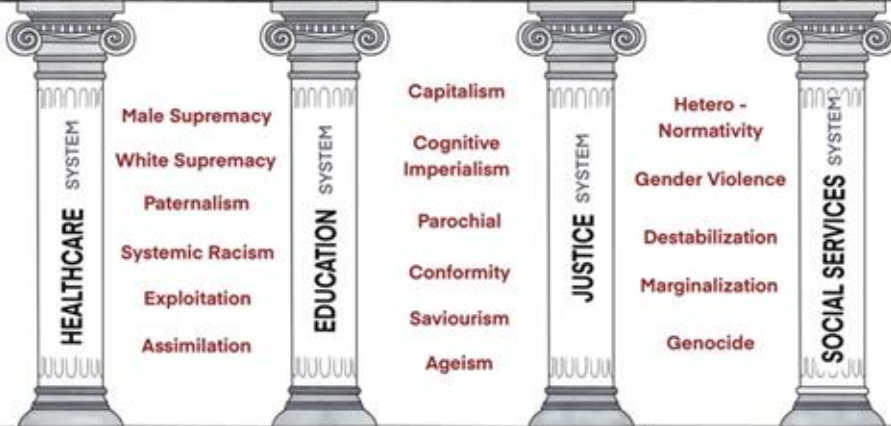 HEALTHCARE SYSTEM
Male Supremacy
White Supremacy
Paternalism
Systemic Racism
Exploitation
Assimilation
EDUCATION SYSTEM
Capitalism
Cognitive
Imperialism
Parochial
Conformity
Saviourism
Ageism
JUSTICE SYSTEM
Hetero -
Normativity
Gender Violence
Destabilization
Marginalization
Genocide
SOCIAL SERVICES SYSTEM